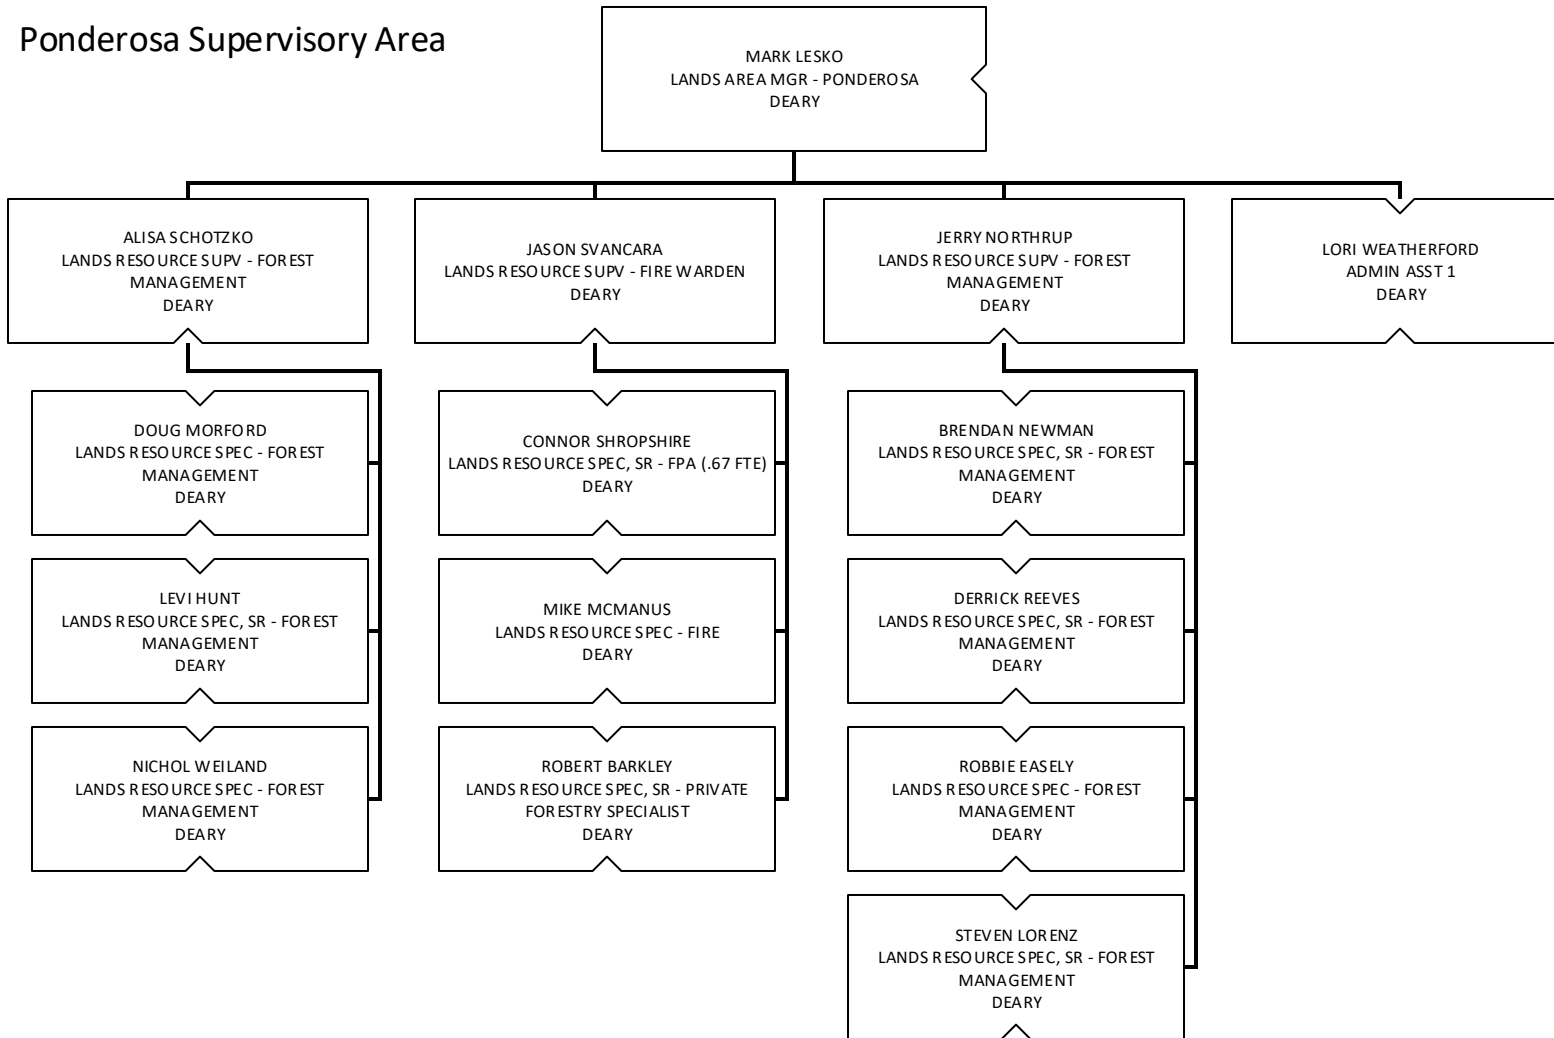 Ponderosa Supervisory Area
MARK LESKO
LANDS AREA MGR - PONDEROSA
DEARY
ALISA SCHOTZKO
LANDS RESOURCE SUPV - FOREST
MANAGEMENT
DEARY
JASON SVANCARA
LANDS RESOURCE SUPV - FIRE WARDEN
DEARY
JERRY NORTHRUP
LANDS RESOURCE SUPV - FOREST
MANAGEMENT
DEARY
LORI WEATHERFORD
ADMIN ASST 1
DEARY
DOUG MORFORD
LANDS RESOURCE SPEC - FOREST
MANAGEMENT
DEARY
LEVI HUNT
LANDS RESOURCE SPEC, SR - FOREST
MANAGEMENT
DEARY
NICHOL WEILAND
LANDS RESOURCE SPEC - FOREST
MANAGEMENT
DEARY
CONNOR SHROPSHIRE
LANDS RESOURCE SPEC, SR - FPA (.67 FTE)
DEARY
MIKE MCMANUS
LANDS RESOURCE SPEC - FIRE
DEARY
ROBERT BARKLEY
LANDS RESOURCE SPEC, SR - PRIVATE
FORESTRY SPECIALIST
DEARY
BRENDAN NEWMAN
LANDS RESOURCE SPEC, SR - FOREST
MANAGEMENT
DEARY
DERRICK REEVES
LANDS RESOURCE SPEC, SR - FOREST
MANAGEMENT
DEARY
ROBBIE EASELY
LANDS RESOURCE SPEC - FOREST
MANAGEMENT
DEARY
STEVEN LORENZ
LANDS RESOURCE SPEC, SR - FOREST
MANAGEMENT
DEARY